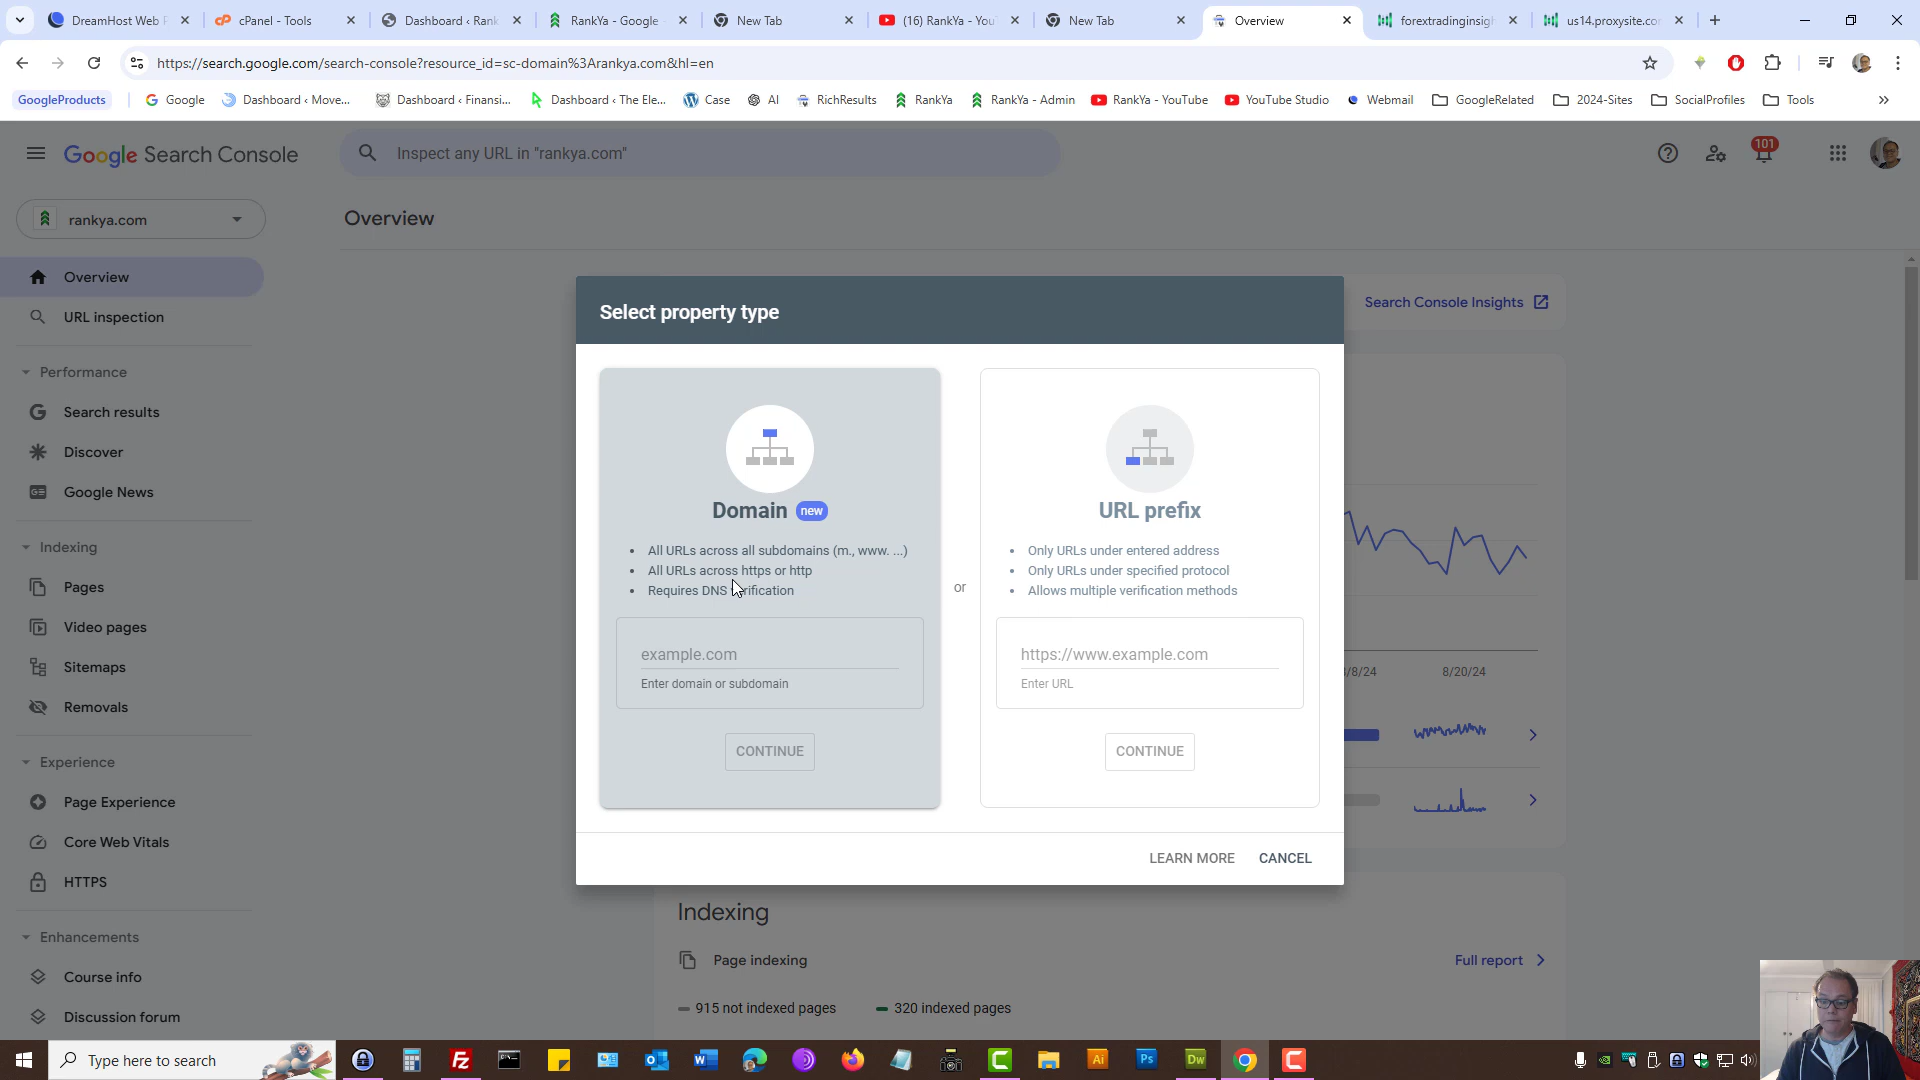 DreamHost Web P
cPanel - Tools
Dashboard ‹ Rank
RankYa - Google
New Tab
(16) RankYa - You
New Tab
Overview
forextradinginsigh
us14.proxysite.co
https://search.google.com/search-console?resource_id=sc-domain%3Arankya.com&hl=en
GoogleProducts
Google
Dashboard ‹ Move...
Dashboard ‹ Finansi...
Dashboard ‹ The Ele...
Case
AI
RichResults
RankYa
RankYa - Admin
RankYa - YouTube
YouTube Studio
Webmail
GoogleRelated
2024-Sites
SocialProfiles
Tools
Google Search Console
Inspect any URL in "rankya.com"
101
rankya.com
Overview
Overview
URL inspection
Performance
Search results
Discover
Google News
Indexing
Pages
Video pages
Sitemaps
Removals
Experience
Page Experience
Core Web Vitals
HTTPS
Enhancements
Course info
Discussion forum
Search Console Insights
Select property type
Domain new
All URLs across all subdomains (m., www. ...)
All URLs across https or http
Requires DNS verification
example.com
Enter domain or subdomain
CONTINUE
or
URL prefix
Only URLs under entered address
Only URLs under specified protocol
Allows multiple verification methods
https://www.example.com
Enter URL
CONTINUE
LEARN MORE
CANCEL
/8/24
8/20/24
Indexing
Page indexing
Full report
915 not indexed pages
320 indexed pages
Type here to search
Ai
Ps
Dw